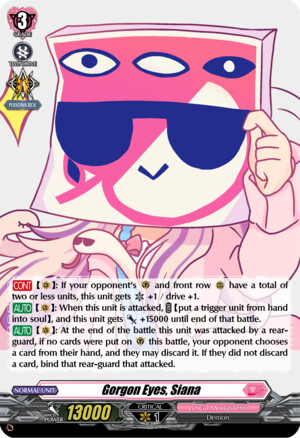 3
GRADE
TWIN DRIVE
PERSONA RIDE
CONT [ ]: If your opponent's and front row have a total of
two or less units, this unit gets +1 / drive +1.
AUTO [ ]: When this unit is attacked, [put a trigger unit from hand
into soul], and this unit gets +15000 until end of that battle.
AUTO [ ]: At the end of the battle this unit was attacked by a rear-
guard, if no cards were put on this battle, your opponent chooses
a card from their hand, and they may discard it. If they did not discard
a card, bind that rear-guard that attacked.
NORMAL UNIT
Gorgon Eyes, Siana
POWER 13000
CRITICAL
1
Lyrical Monasterio
Demon